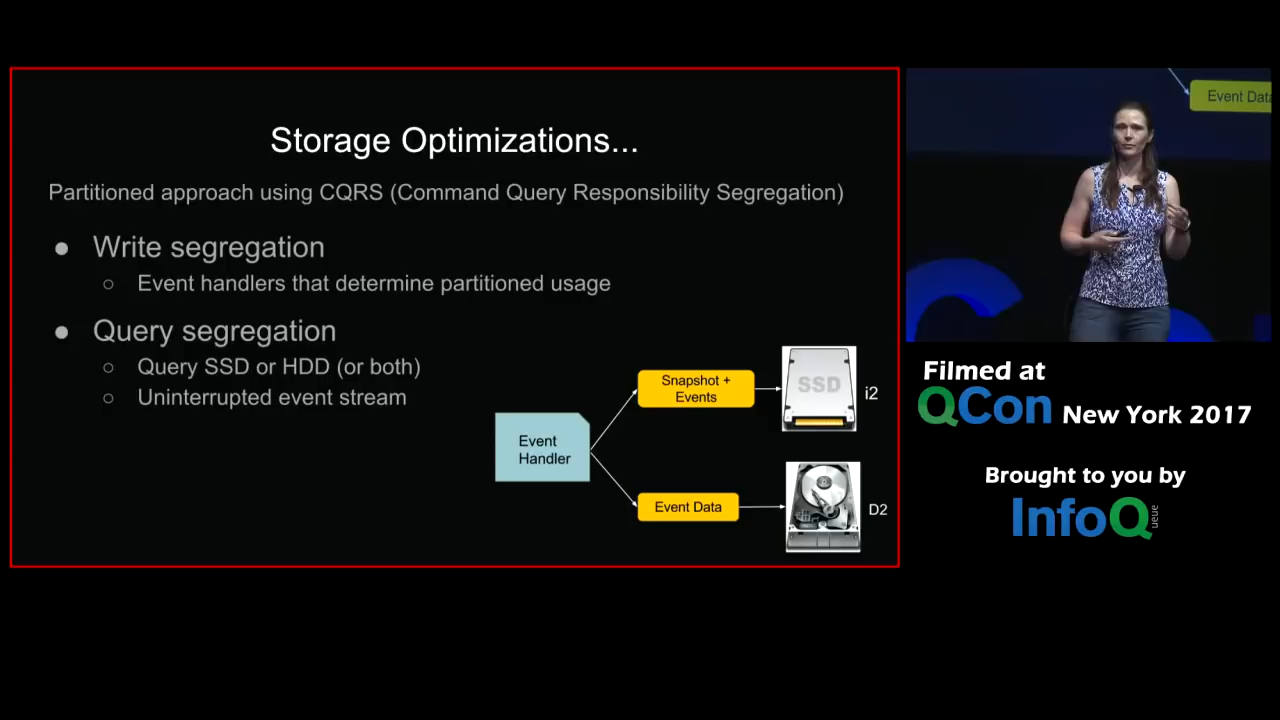 Storage Optimizations...
Partitioned approach using CQRS (Command Query Responsibility Segregation)
● Write segregation
○ Event handlers that determine partitioned usage
● Query segregation
○ Query SSD or HDD (or both)
○ Uninterrupted event stream
Event
Handler
Snapshot +
Events
SSD
i2
Event Data
D2
Event Data
Filmed at
QCon New York 2017
Brought to you by
InfoQ
ueue